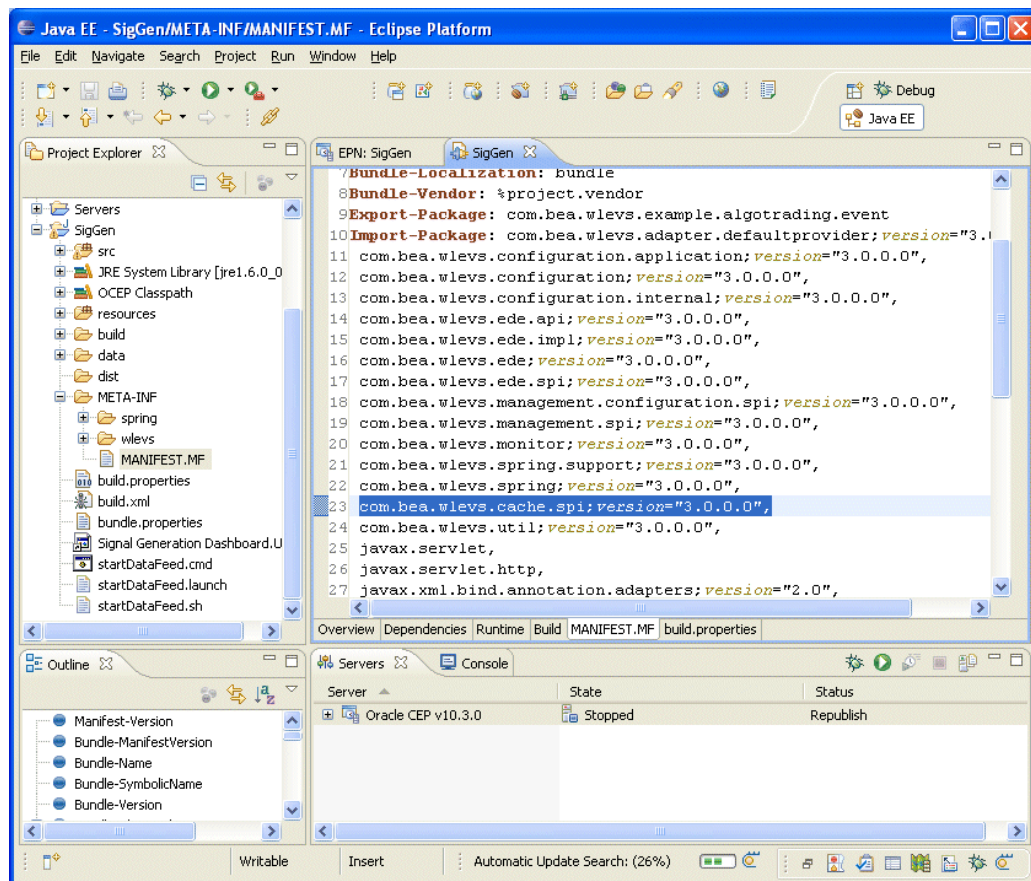 Java EE - SigGen/META-INF/MANIFEST.MF - Eclipse Platform
File Edit Navigate Search Project Run Window Help
Debug
Java EE
Project Explorer
Servers
SigGen
src
JRE System Library [jre1.6.0_0
OCEP Classpath
resources
build
data
dist
META-INF
spring
wlevs
MANIFEST.MF
build.properties
build.xml
bundle.properties
Signal Generation Dashboard.U
startDataFeed.cmd
startDataFeed.launch
startDataFeed.sh
EPN: SigGen
SigGen
7 Bundle-Localization: bundle
8 Bundle-Vendor: %project.vendor
9 Export-Package: com.bea.wlevs.example.algotrading.event
10 Import-Package: com.bea.wlevs.adapter.defaultprovider;version="3.
11 com.bea.wlevs.configuration.application;version="3.0.0.0",
12 com.bea.wlevs.configuration;version="3.0.0.0",
13 com.bea.wlevs.configuration.internal;version="3.0.0.0",
14 com.bea.wlevs.ede.api;version="3.0.0.0",
15 com.bea.wlevs.ede.impl;version="3.0.0.0",
16 com.bea.wlevs.ede;version="3.0.0.0",
17 com.bea.wlevs.ede.spi;version="3.0.0.0",
18 com.bea.wlevs.management.configuration.spi;version="3.0.0.0",
19 com.bea.wlevs.management.spi;version="3.0.0.0",
20 com.bea.wlevs.monitor;version="3.0.0.0",
21 com.bea.wlevs.spring.support;version="3.0.0.0",
22 com.bea.wlevs.spring;version="3.0.0.0",
23 com.bea.wlevs.cache.spi;version="3.0.0.0",
24 com.bea.wlevs.util;version="3.0.0.0",
25 javax.servlet,
26 javax.servlet.http,
27 javax.xml.bind.annotation.adapters;version="2.0",
Overview Dependencies Runtime Build MANIFEST.MF build.properties
Outline
Manifest-Version
Bundle-ManifestVersion
Bundle-Name
Bundle-SymbolicName
Bundle-Version
Servers Console
Server State Status
Oracle CEP v10.3.0 Stopped Republish
Writable Insert Automatic Update Search: (26%)